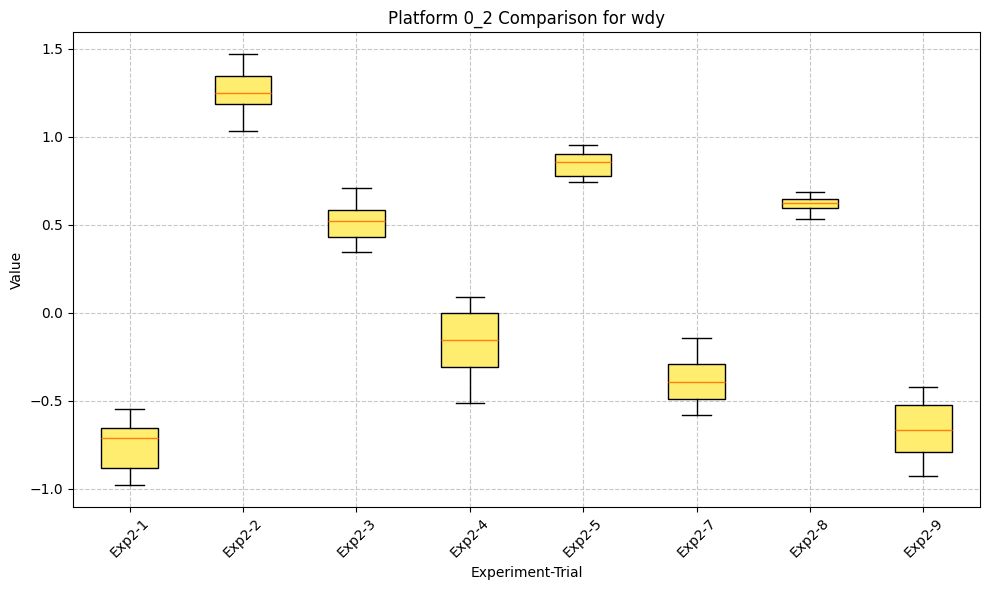 Platform 0_2 Comparison for wdy
Value
1.5
1.0
0.5
0.0
−0.5
−1.0
Exp2-1
Exp2-2
Exp2-3
Exp2-4
Exp2-5
Exp2-7
Exp2-8
Exp2-9
Experiment-Trial